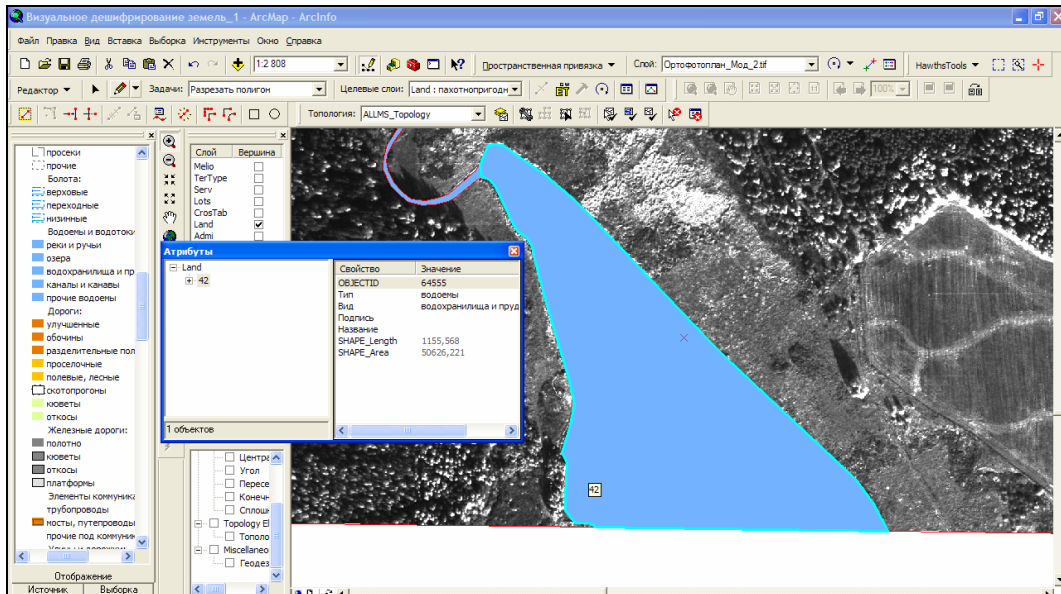 Визуальное дешифрирование земель_1 - ArcMap - ArcInfo
Файл Правка Вид Вставка Выборка Инструменты Окно Справка
1:2 808 Пространственная привязка Слой: Ортофотоплан_Мод_2.tif HawthsTools
Редактор Задачи: Разрезать полигон Целевые слои: Land : пахотнопригодн 100%
Топология: ALLMS_Topology
просеки
прочие
Болота:
верховые
переходные
низинные
Водоемы и водотоки
реки и ручьи
озера
водохранилища и пр
каналы и канавы
прочие водоемы
Дороги:
улучшенные
обочины
разделительные пол
проселочные
полевые, лесные
скотопрогоны
кюветы
откосы
Железные дороги:
полотно
кюветы
откосы
платформы
Элементы коммуника
трубопроводы
мосты, путепроводы
прочие под коммуник
Отображение
Источник Выборка
Слой Вершина
Melio
TerType
Serv
Lots
CrosTab
Land
Admi
Атрибуты
Land
42
1 объектов
Свойство Значение
OBJECTID 64555
Тип водоемы
Вид водохранилища и пруд
Подпись
Название
SHAPE_Length 1155,568
SHAPE_Area 50626,221
Центра
Угол
Пересе
Конечн
Сплош
Topology El
Тополо
Miscellaneo
Геодез
42